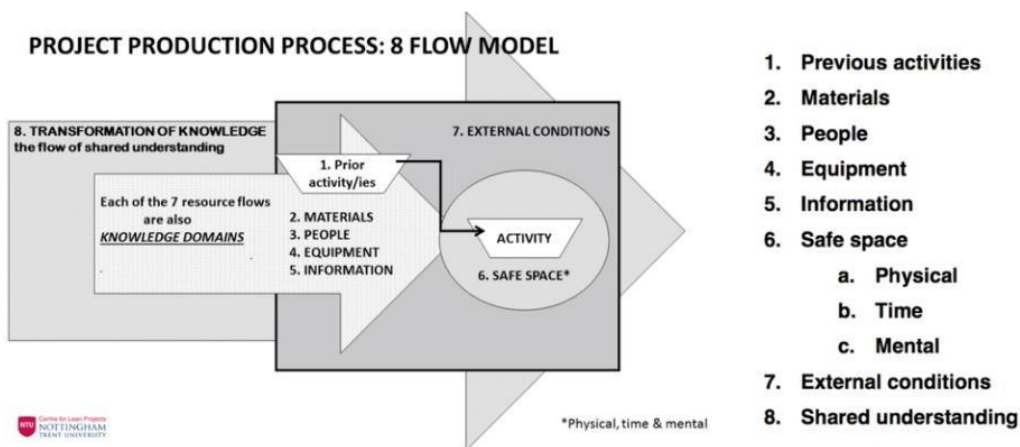 PROJECT PRODUCTION PROCESS: 8 FLOW MODEL
8. TRANSFORMATION OF KNOWLEDGE
the flow of shared understanding
Each of the 7 resource flows
are also
KNOWLEDGE DOMAINS
1. Prior
activity/ies
2. MATERIALS
3. PEOPLE
4. EQUIPMENT
5. INFORMATION
7. EXTERNAL CONDITIONS
ACTIVITY
6. SAFE SPACE*
*Physical, time & mental
NTU
Centre for Lean Projects
NOTTINGHAM
TRENT UNIVERSITY
1. Previous activities
2. Materials
3. People
4. Equipment
5. Information
6. Safe space
a. Physical
b. Time
c. Mental
7. External conditions
8. Shared understanding